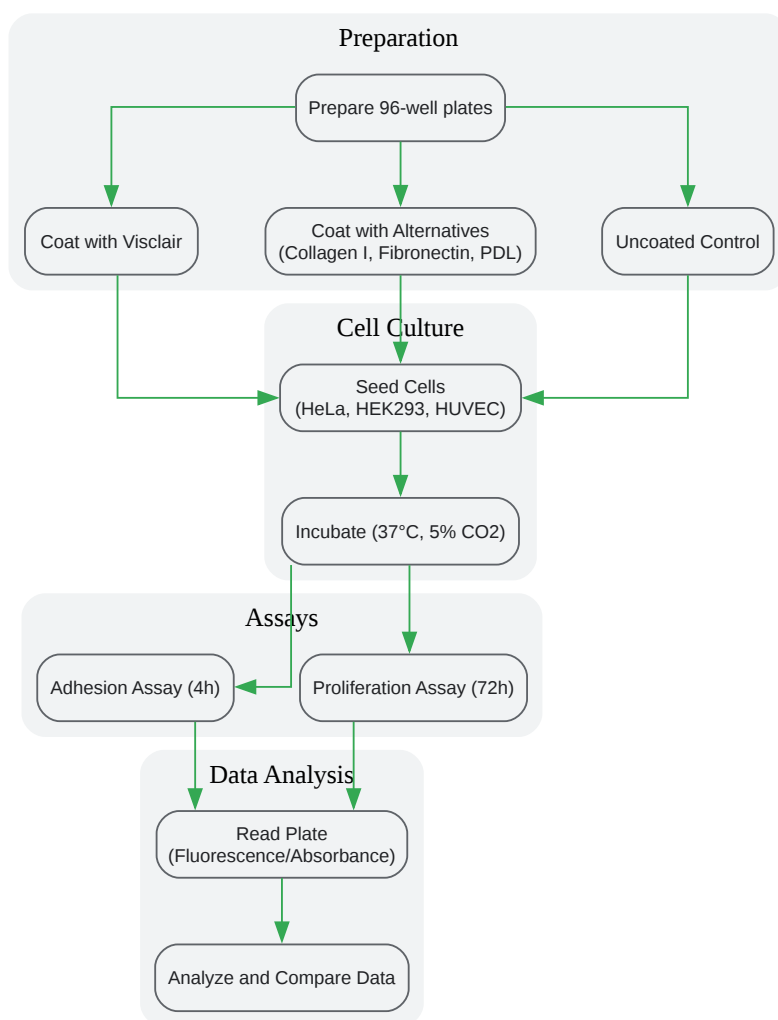 Preparation
Prepare 96-well plates
Coat with Visclair
Coat with Alternatives
(Collagen I, Fibronectin, PDL)
Uncoated Control
Cell Culture
Seed Cells
(HeLa, HEK293, HUVEC)
Incubate (37°C, 5% CO2)
Assays
Adhesion Assay (4h)
Proliferation Assay (72h)
Data Analysis
Read Plate
(Fluorescence/Absorbance)
Analyze and Compare Data